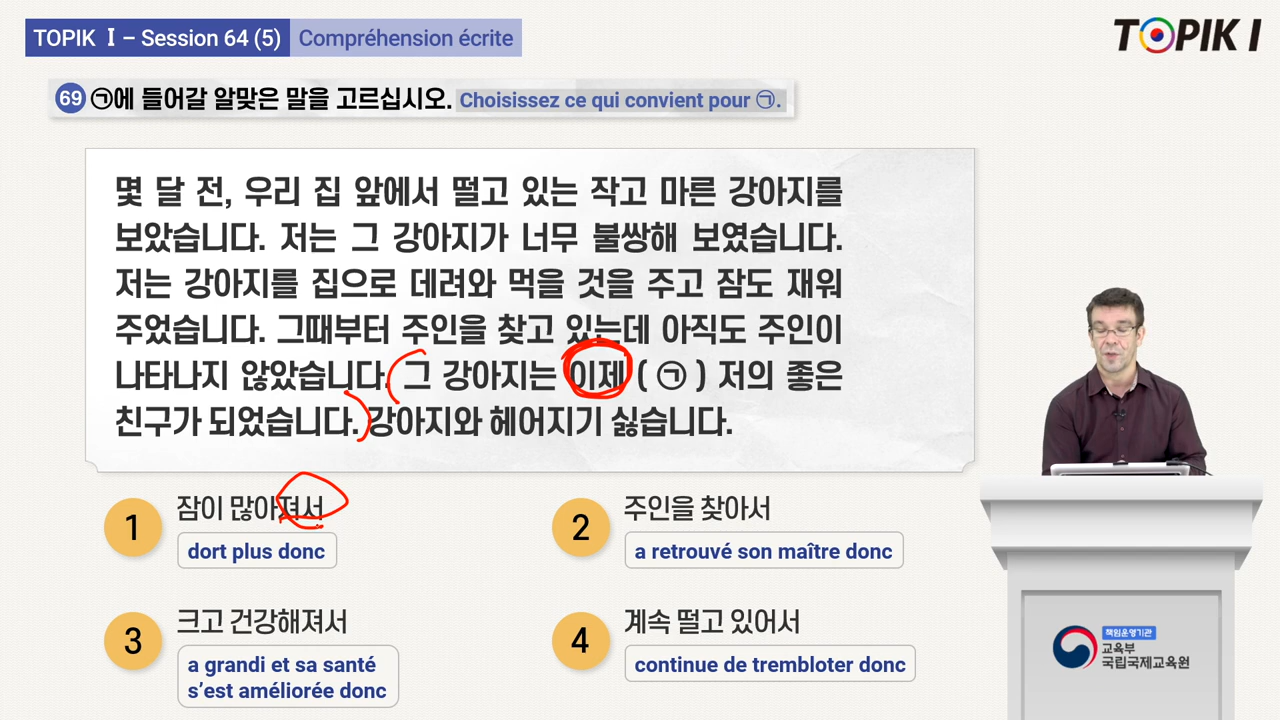 TOPIK Ⅰ – Session 64 (5) Compréhension écrite
TOPIK I
69 ㉠에 들어갈 알맞은 말을 고르십시오. Choisissez ce qui convient pour ㉠.
몇 달 전, 우리 집 앞에서 떨고 있는 작고 마른 강아지를
보았습니다. 저는 그 강아지가 너무 불쌍해 보였습니다.
저는 강아지를 집으로 데려와 먹을 것을 주고 잠도 재워
주었습니다. 그때부터 주인을 찾고 있는데 아직도 주인이
나타나지 않았습니다. 그 강아지는 이제 ( ㉠ ) 저의 좋은
친구가 되었습니다. 강아지와 헤어지기 싫습니다.
1 잠이 많아져서
dort plus donc
2 주인을 찾아서
a retrouvé son maître donc
3 크고 건강해져서
a grandi et sa santé
s’est améliorée donc
4 계속 떨고 있어서
continue de trembloter donc
책임운영기관
교육부
국립국제교육원